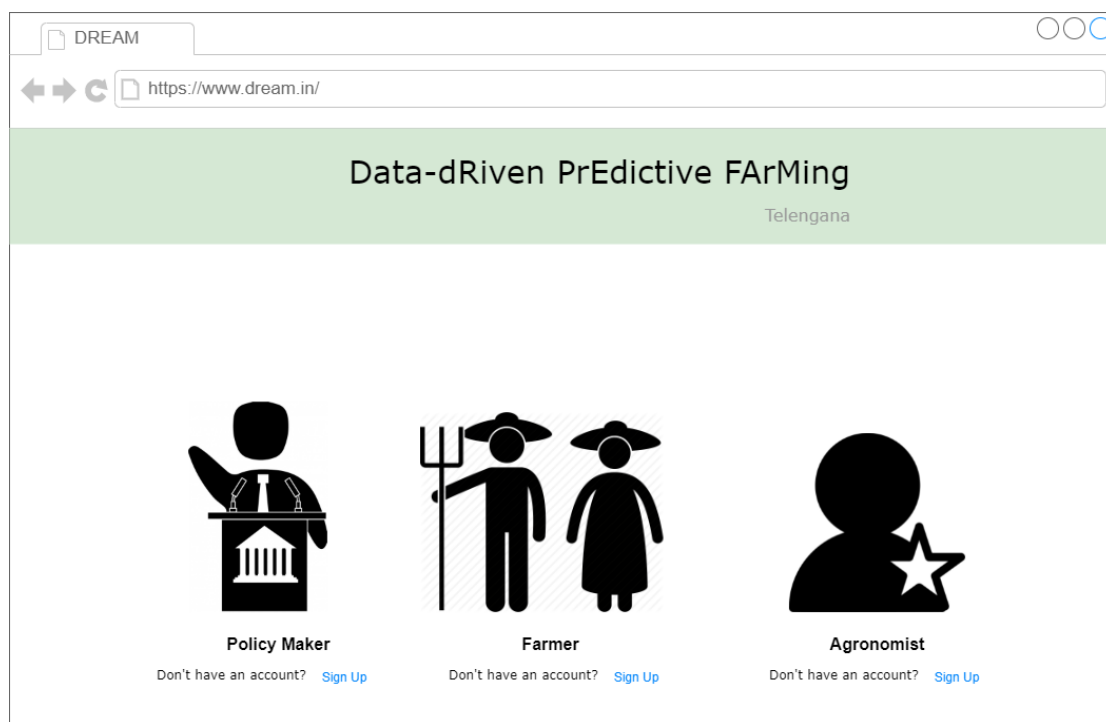 DREAM
https://www.dream.in/
Data-dRiven PrEdictive FArMing
Telengana
Policy Maker
Farmer
Agronomist
Don't have an account? Sign Up
Don't have an account? Sign Up
Don't have an account? Sign Up